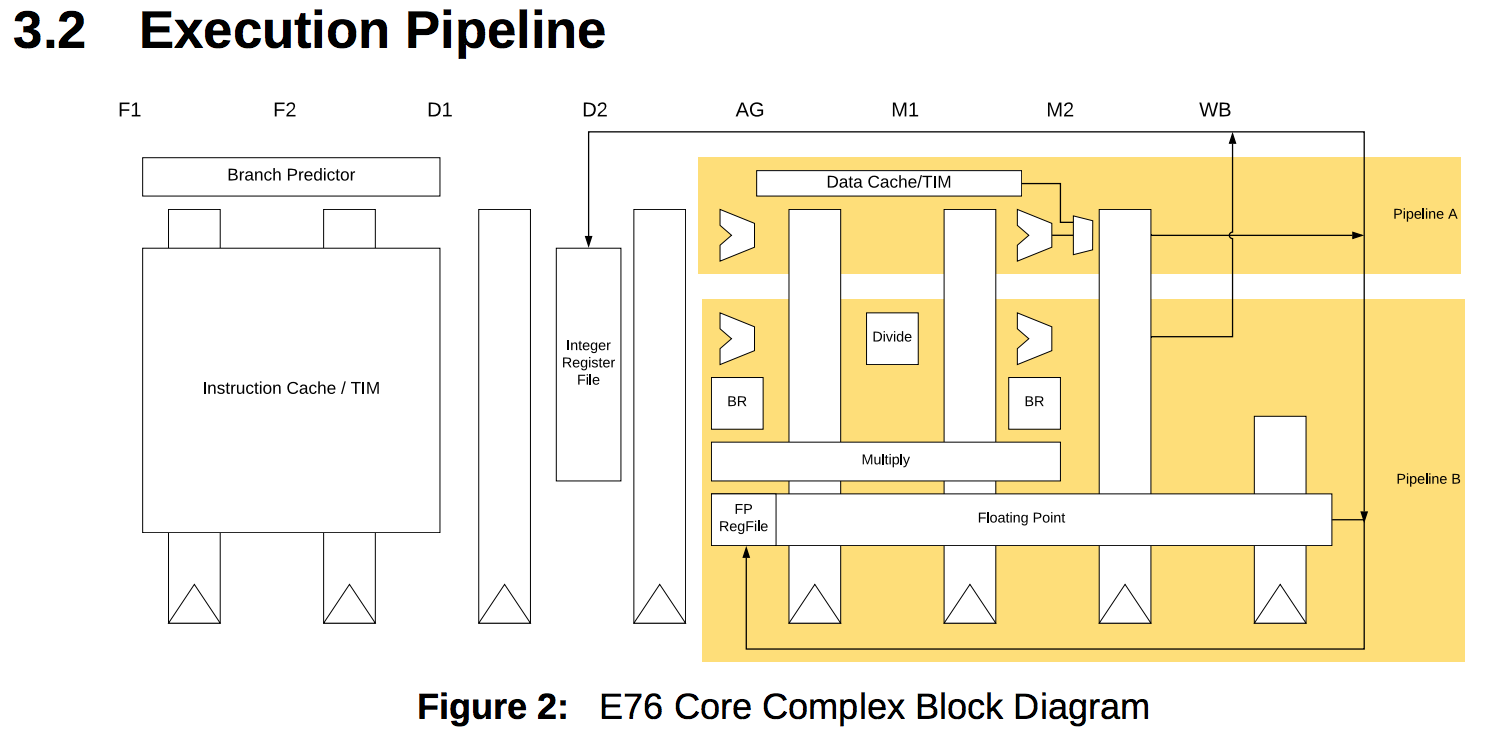 3.2 Execution Pipeline
F1 F2 D1 D2 AG M1 M2 WB
Branch Predictor
Data Cache/TIM
Pipeline A
Instruction Cache / TIM
Integer
Register
File
Divide
BR
BR
Multiply
Pipeline B
FP
RegFile
Floating Point
Figure 2: E76 Core Complex Block Diagram